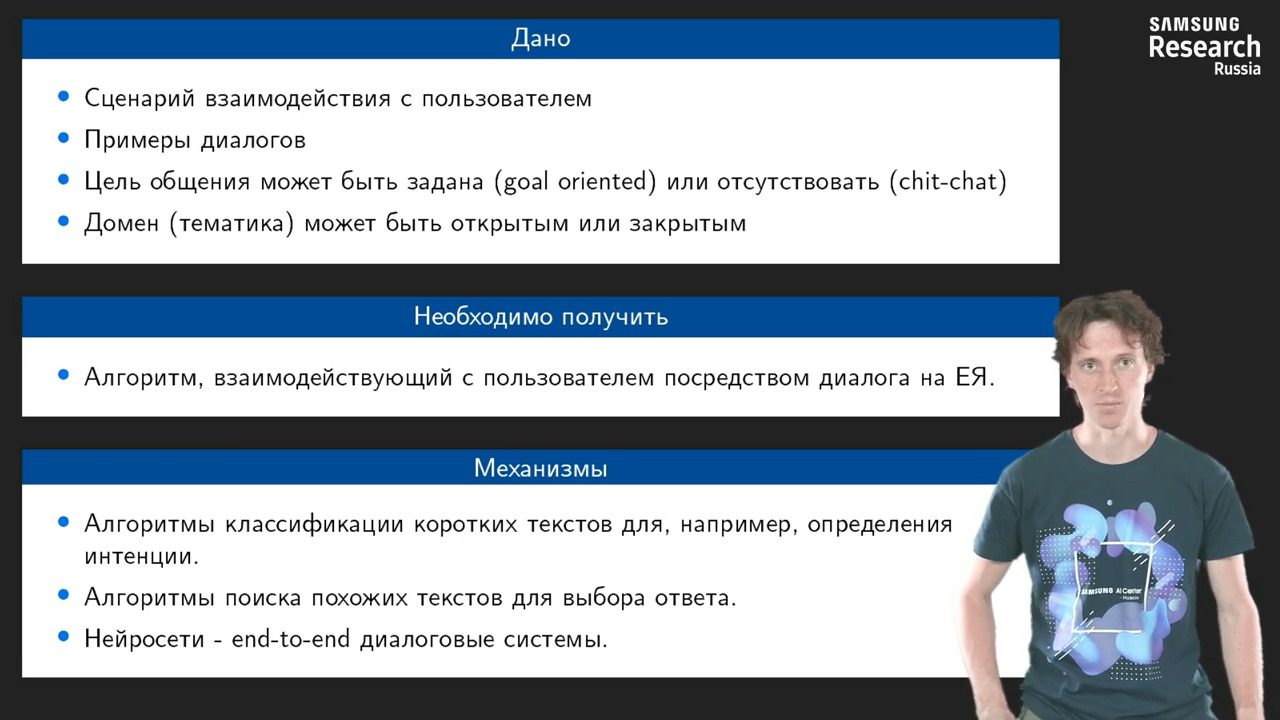 Дано
SAMSUNG
Research
Russia
• Сценарий взаимодействия с пользователем
• Примеры диалогов
• Цель общения может быть задана (goal oriented) или отсутствовать (chit-chat)
• Домен (тематика) может быть открытым или закрытым
Необходимо получить
• Алгоритм, взаимодействующий с пользователем посредством диалога на ЕЯ.
Механизмы
• Алгоритмы классификации коротких текстов для, например, определения
интенции.
• Алгоритмы поиска похожих текстов для выбора ответа.
• Нейросети - end-to-end диалоговые системы.
SAMSUNG AI Center
- Moscow